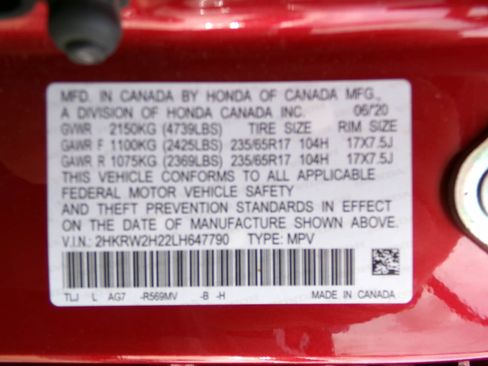 MFD. IN CANADA BY HONDA OF CANADA MFG.,
A DIVISION OF HONDA CANADA INC. 06/'20
GVWR 2150KG (4739LBS) TIRE SIZE RIM SIZE
GAWR F 1100KG (2425LBS) 235/65R17 104H 17X7.5J
GAWR R 1075KG (2369LBS) 235/65R17 104H 17X7.5J
THIS VEHICLE CONFORMS TO ALL APPLICABLE
FEDERAL MOTOR VEHICLE SAFETY
AND THEFT PREVENTION STANDARDS IN EFFECT
ON THE DATE OF MANUFACTURE SHOWN ABOVE.
V.I.N.: 2HKRW2H22LH647790 TYPE: MPV
TLJ L AG7 -R569MV -B -H MADE IN CANADA